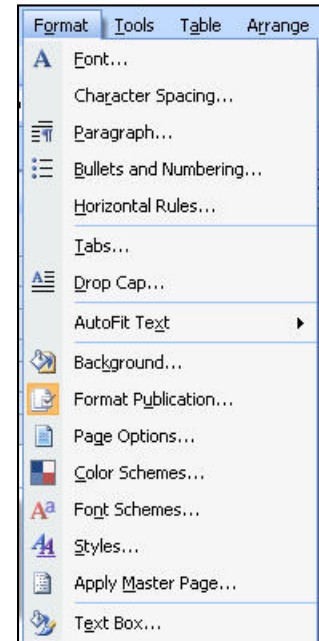 Format Tools Table Arrange
Font...
Character Spacing...
Paragraph...
Bullets and Numbering...
Horizontal Rules...
Tabs...
Drop Cap...
AutoFit Text
Background...
Format Publication...
Page Options...
Color Schemes...
Font Schemes...
Styles...
Apply Master Page...
Text Box...